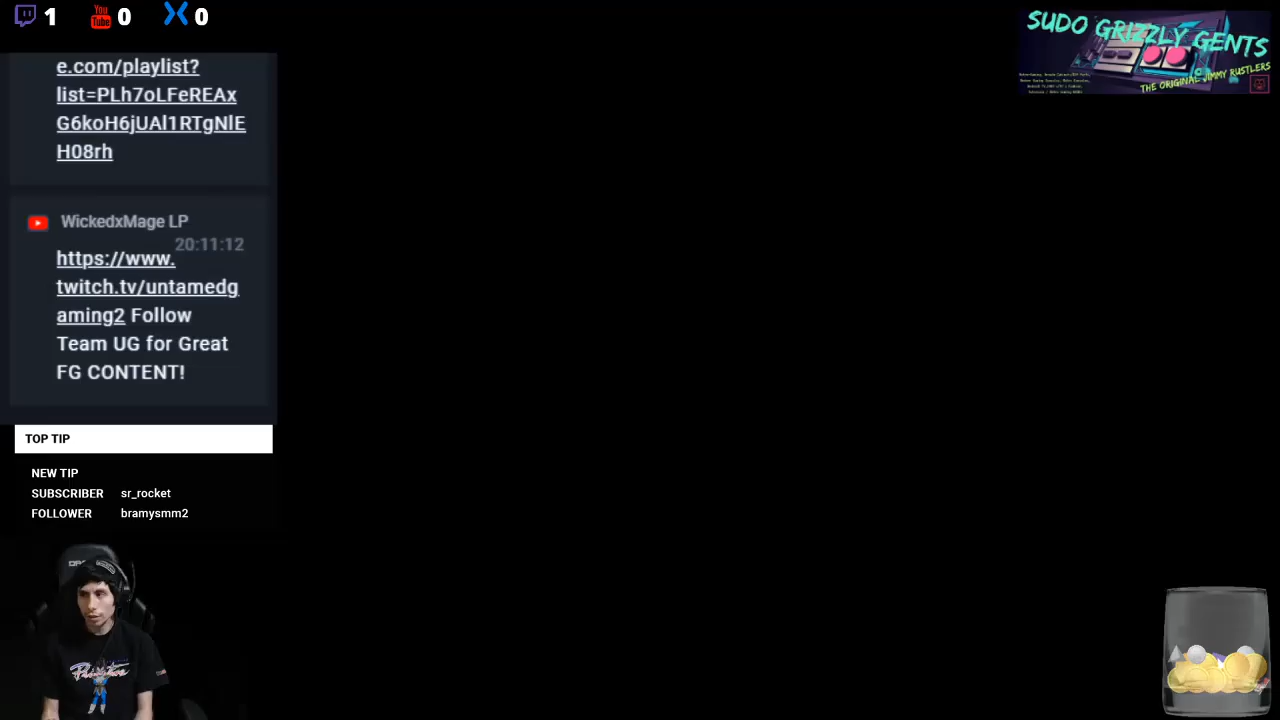 1 You Tube 0 0
SUDO GRIZZLY GENTS
THE ORIGINAL JIMMY RUSTLERS
e.com/playlist?
list=PLh7oLFeREAx
G6koH6jUAl1RTgNlE
H08rh
WickedxMage LP
20:11:12
https://www.
twitch.tv/untamedg
aming2 Follow
Team UG for Great
FG CONTENT!
TOP TIP
NEW TIP
SUBSCRIBER sr_rocket
FOLLOWER bramysmm2